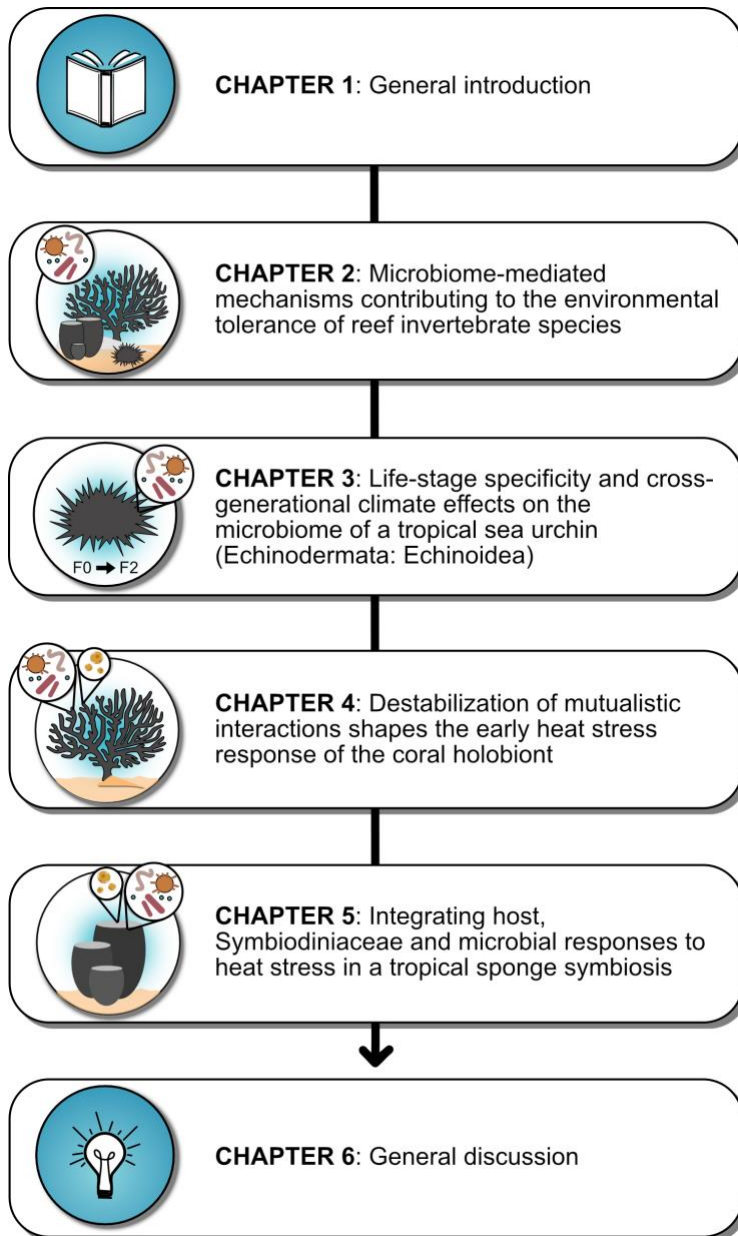 CHAPTER 1: General introduction
CHAPTER 2: Microbiome-mediated
mechanisms contributing to the environmental
tolerance of reef invertebrate species
CHAPTER 3: Life-stage specificity and cross-
generational climate effects on the
microbiome of a tropical sea urchin
(Echinodermata: Echinoidea)
F0 → F2
CHAPTER 4: Destabilization of mutualistic
interactions shapes the early heat stress
response of the coral holobiont
CHAPTER 5: Integrating host,
Symbiodiniaceae and microbial responses to
heat stress in a tropical sponge symbiosis
CHAPTER 6: General discussion